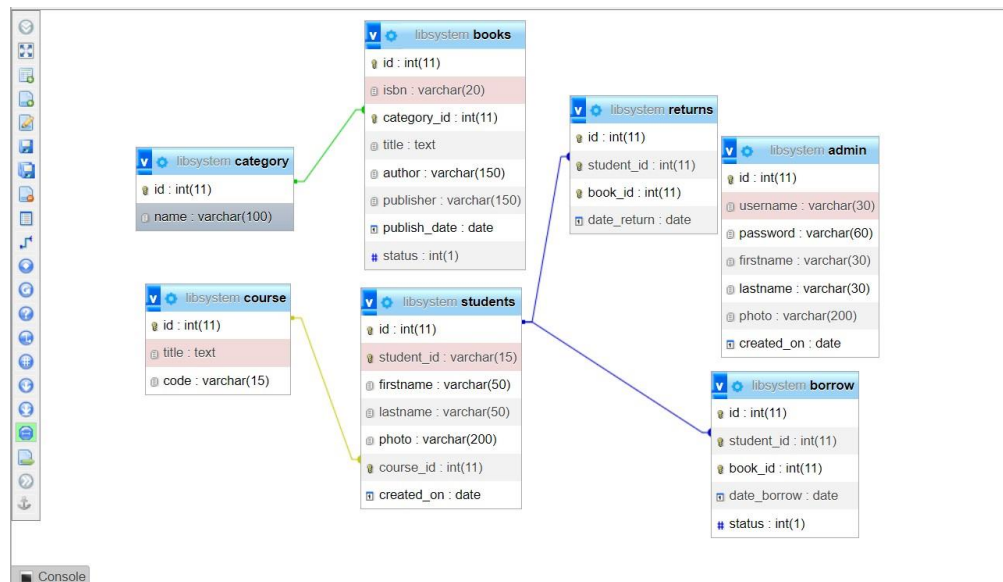 libsystem books
id : int(11)
isbn : varchar(20)
category_id : int(11)
title : text
author : varchar(150)
publisher : varchar(150)
publish_date : date
status : int(1)
libsystem category
id : int(11)
name : varchar(100)
libsystem returns
id : int(11)
student_id : int(11)
book_id : int(11)
date_return : date
libsystem admin
id : int(11)
username : varchar(30)
password : varchar(60)
firstname : varchar(30)
lastname : varchar(30)
photo : varchar(200)
created_on : date
libsystem course
id : int(11)
title : text
code : varchar(15)
libsystem students
id : int(11)
student_id : varchar(15)
firstname : varchar(50)
lastname : varchar(50)
photo : varchar(200)
course_id : int(11)
created_on : date
libsystem borrow
id : int(11)
student_id : int(11)
book_id : int(11)
date_borrow : date
status : int(1)
Console